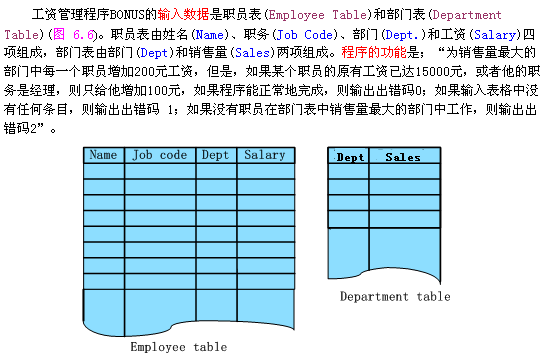 工资管理程序BONUS的输入数据是职员表(Employee Table)和部门表(Department
Table)(图 6.6)。职员表由姓名(Name)、职务(Job Code)、部门(Dept.)和工资(Salary)四
项组成，部门表由部门(Dept)和销售量(Sales)两项组成。程序的功能是；“为销售量最大的
部门中每一个职员增加200元工资，但是，如果某个职员的原有工资已达15000元，或者他的职
务是经理，则只给他增加100元，如果程序能正常地完成，则输出出错码0；如果输入表格中没
有任何条目，则输出出错码 1；如果没有职员在部门表中销售量最大的部门中工作，则输出出
错码2”。
Name Job code Dept Salary
Dept Sales
Department table
Employee table